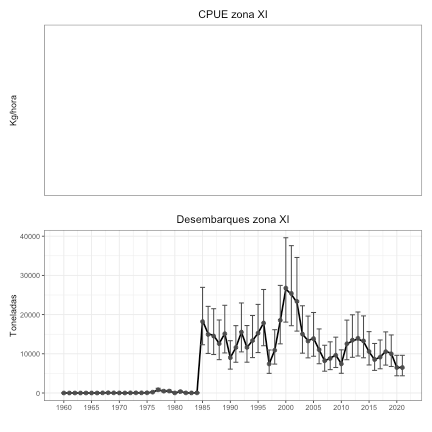 CPUE zona XI
Kg/hora
Desembarques zona XI
Toneladas
40000
30000
20000
10000
0
1960 1965 1970 1975 1980 1985 1990 1995 2000 2005 2010 2015 2020